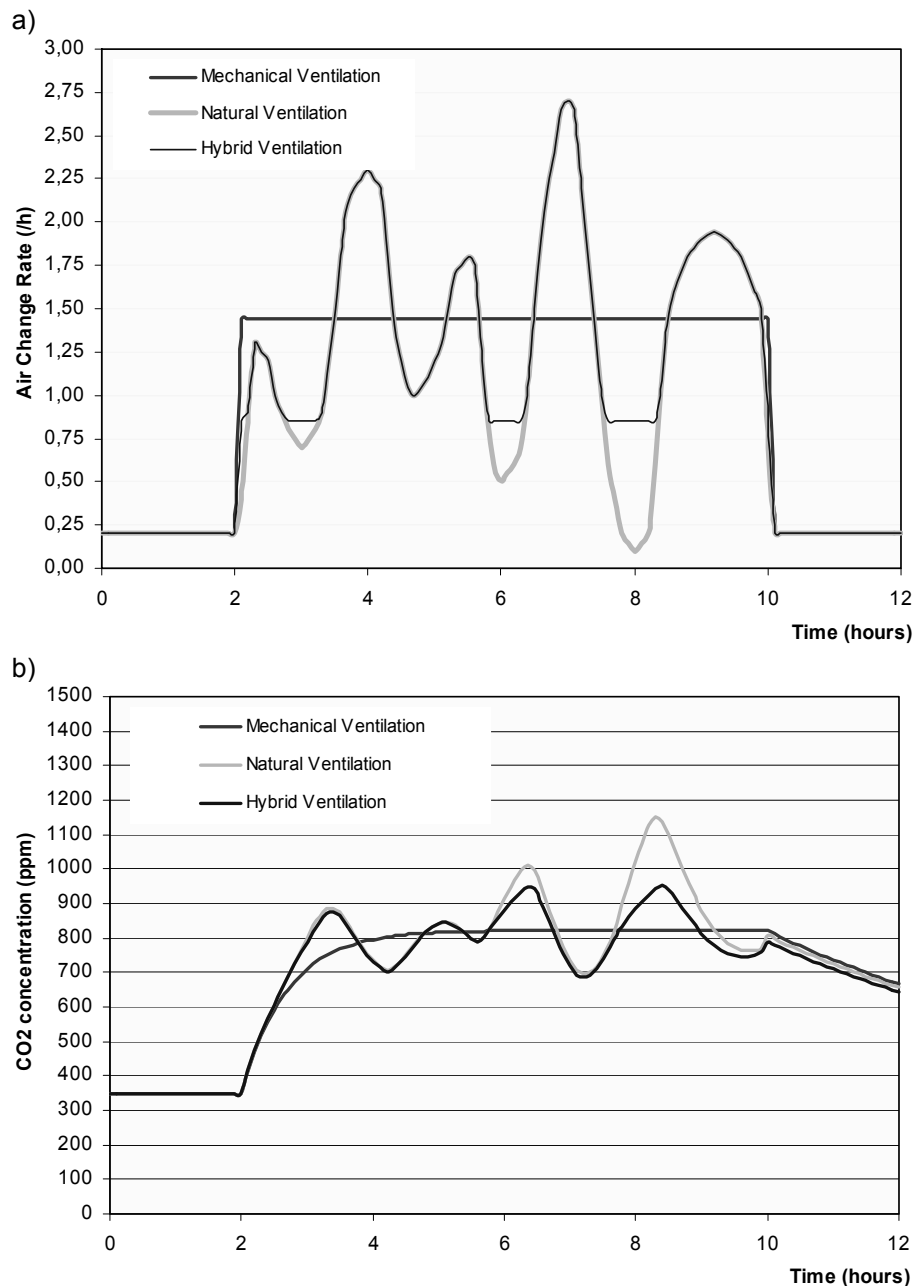 a)
3,00
2,75
2,50
2,25
2,00
1,75
1,50
1,25
1,00
0,75
0,50
0,25
0,00
Air Change Rate (/h)
Mechanical Ventilation
Natural Ventilation
Hybrid Ventilation
0 2 4 6 8 10 12
Time (hours)
b)
1500
1400
1300
1200
1100
1000
900
800
700
600
500
400
300
200
100
0
CO2 concentration (ppm)
Mechanical Ventilation
Natural Ventilation
Hybrid Ventilation
0 2 4 6 8 10 12
Time (hours)